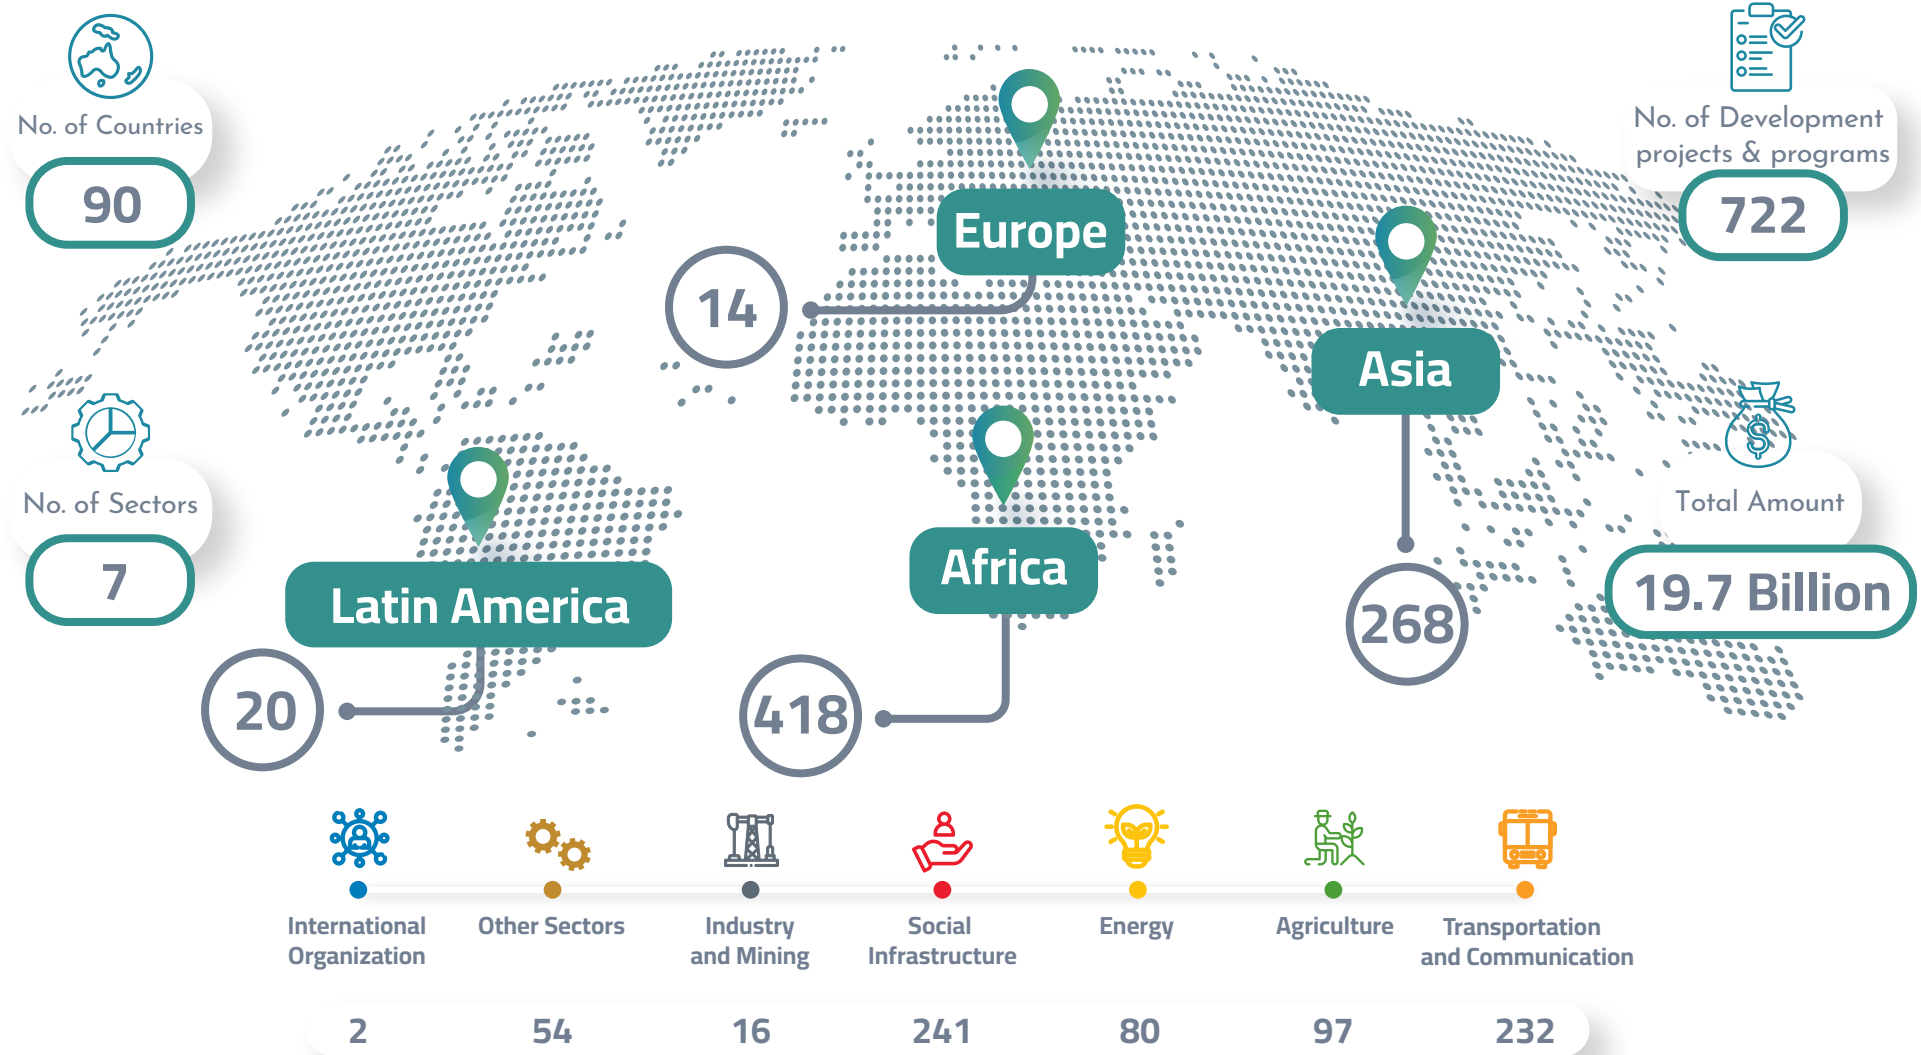 No. of Countries
90
No. of Development
projects & programs
722
Europe
14
Asia
268
No. of Sectors
7
Total Amount
$
19.7 Billion
Latin America
20
Africa
418
International
Organization
Other Sectors
Industry
and Mining
Social
Infrastructure
Energy
Agriculture
Transportation
and Communication
2
54
16
241
80
97
232